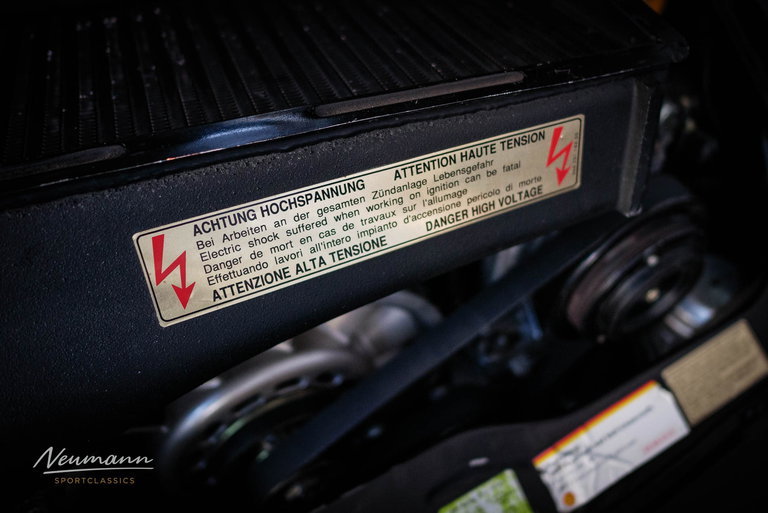 ACHTUNG HOCHSPANNUNG ATTENTION HAUTE TENSION
Bei Arbeiten an der gesamten Zündanlage Lebensgefahr
Electric shock suffered when working on ignition can be fatal
Danger de mort en cas de travaux sur l'allumage
Effettuando lavori all'intero impianto d'accensione pericolo di morte
ATTENZIONE ALTA TENSIONE DANGER HIGH VOLTAGE
Neumann
SPORTCLASSICS